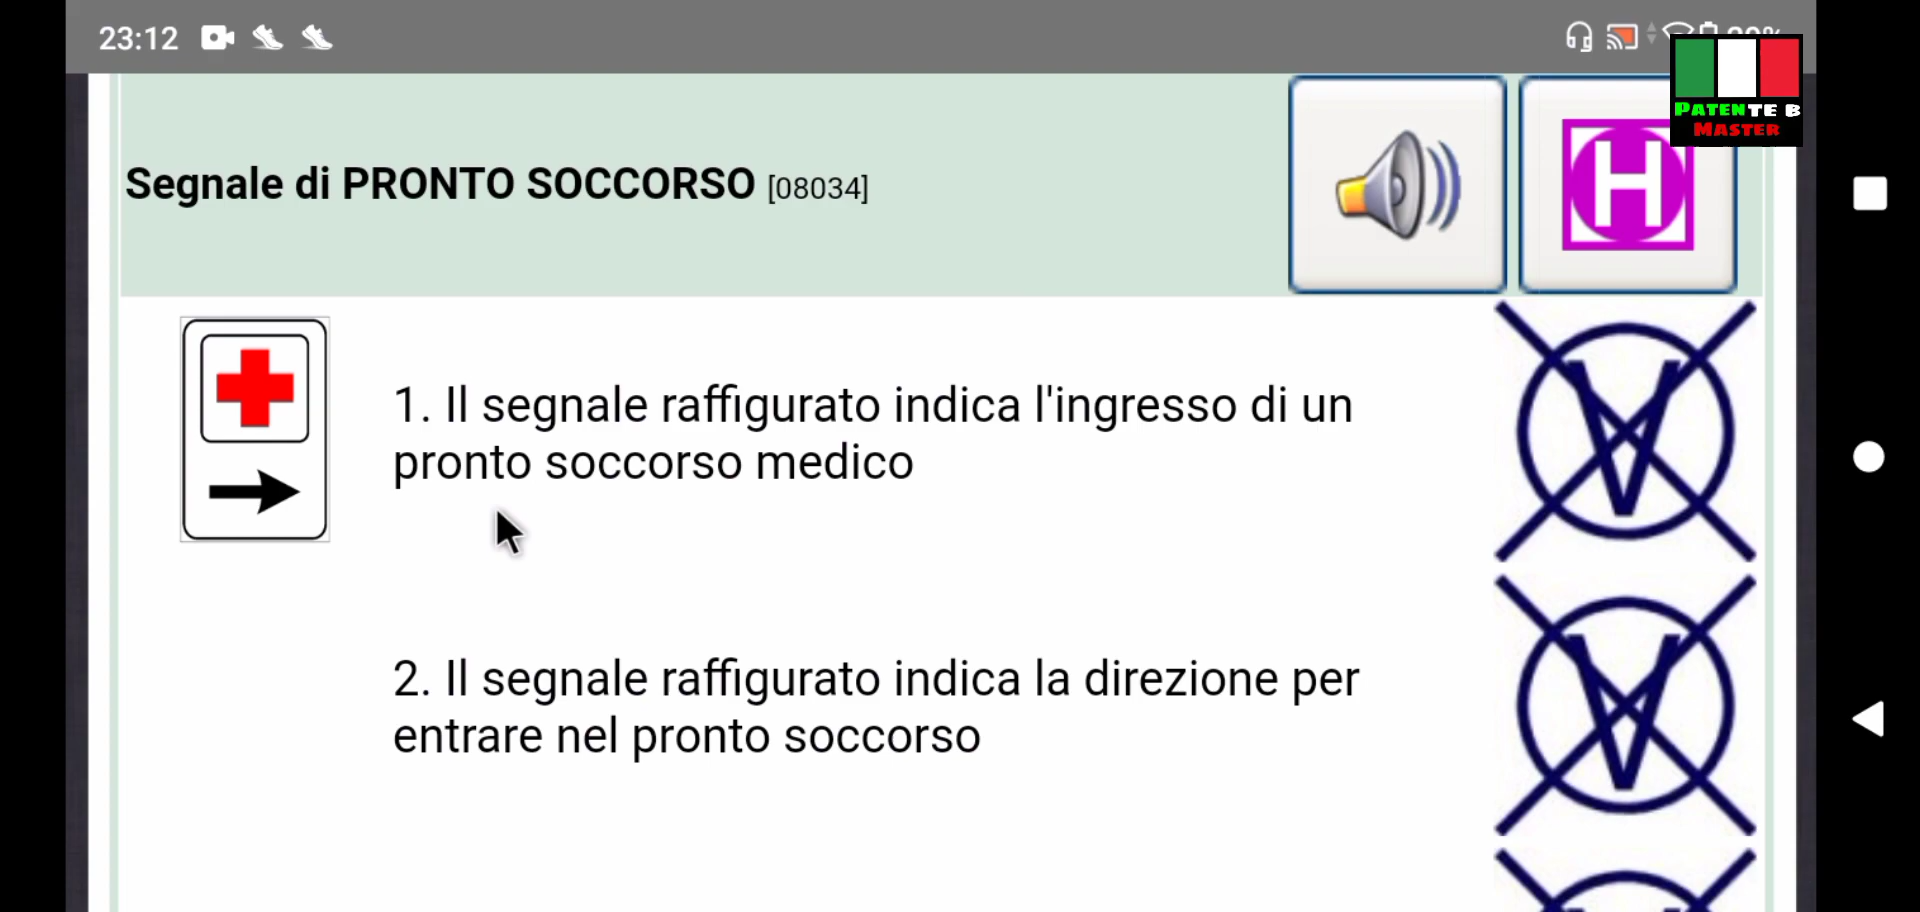 23:12
PATENTE B
MASTER
Segnale di PRONTO SOCCORSO [08034]
H
1. Il segnale raffigurato indica l'ingresso di un
pronto soccorso medico
V
2. Il segnale raffigurato indica la direzione per
entrare nel pronto soccorso
V